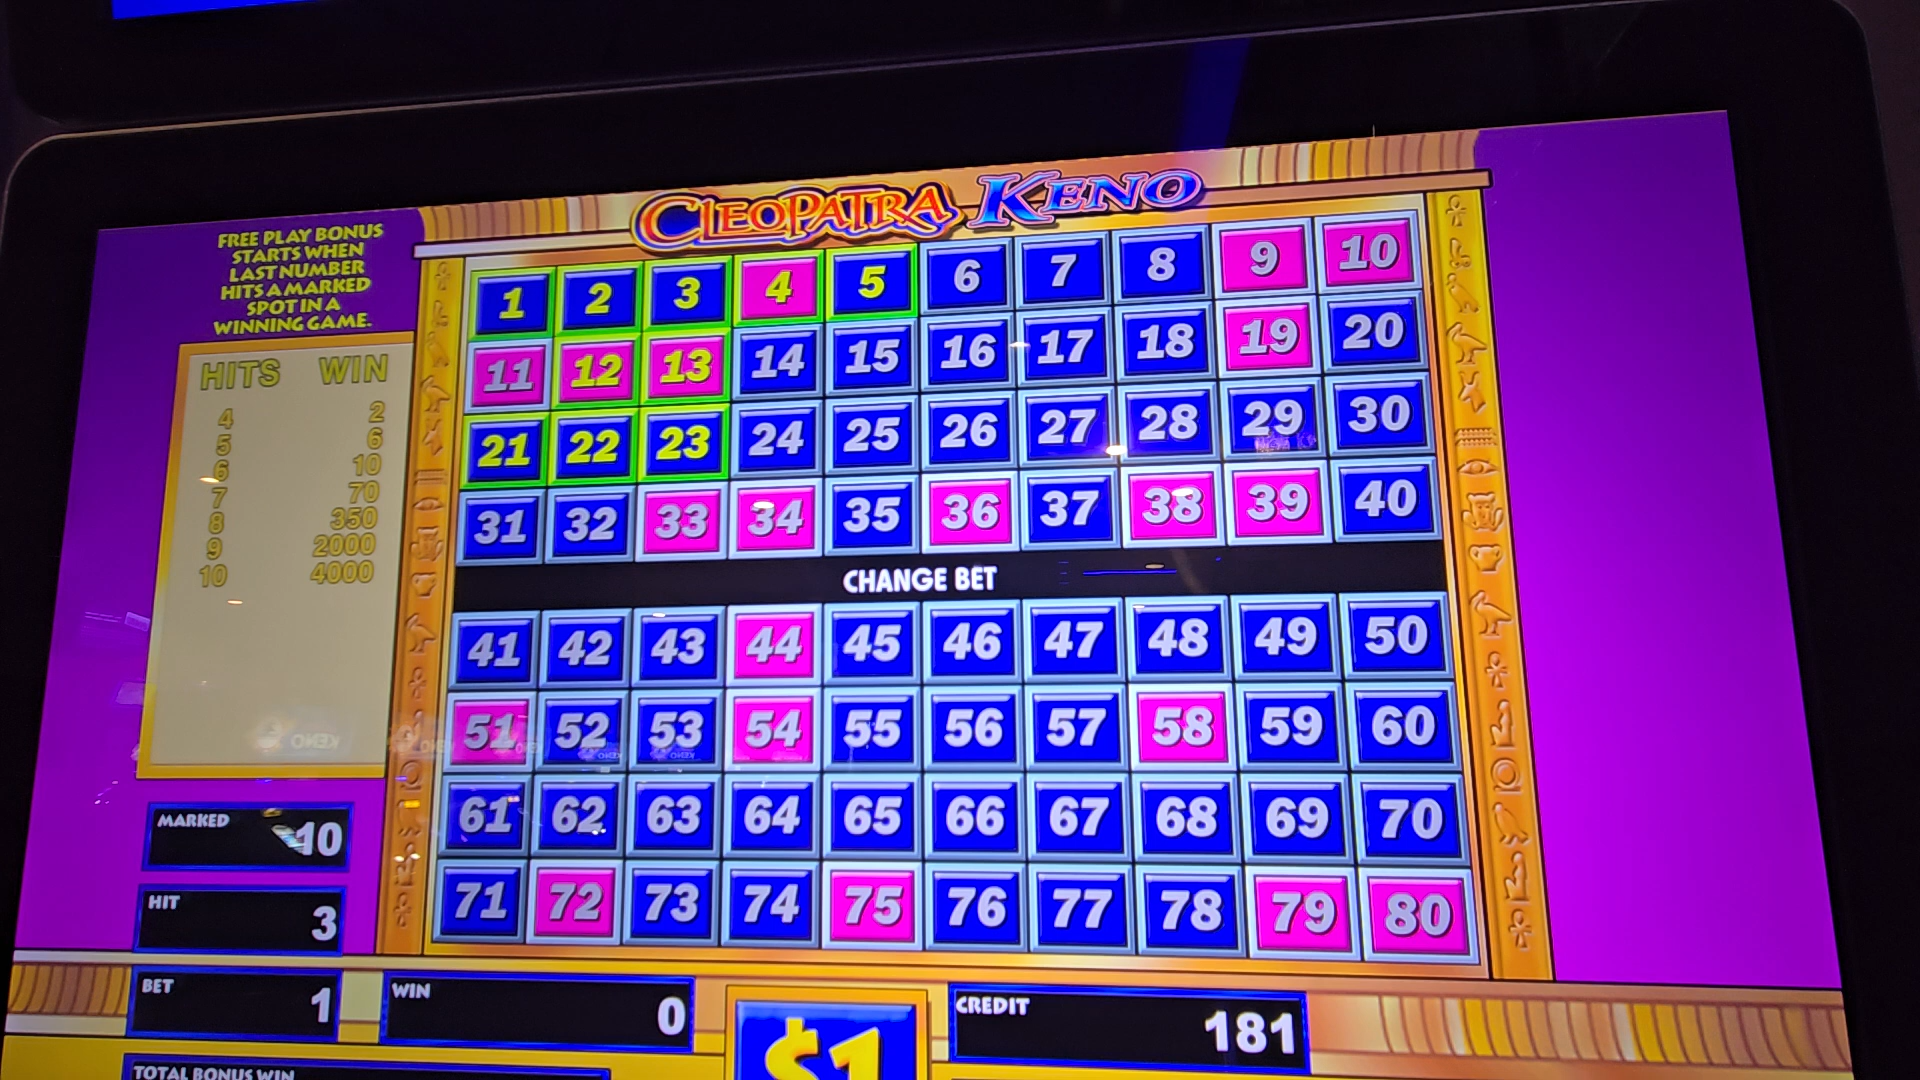 CLEOPATRA KENO
FREE PLAY BONUS
STARTS WHEN
LAST NUMBER
HITS A MARKED
SPOT IN A
WINNING GAME.
HITS WIN
4 2
5 6
6 10
7 70
8 350
9 2000
10 4000
1 2 3 4 5 6 7 8 9 10
11 12 13 14 15 16 17 18 19 20
21 22 23 24 25 26 27 28 29 30
31 32 33 34 35 36 37 38 39 40
CHANGE BET
41 42 43 44 45 46 47 48 49 50
51 52 53 54 55 56 57 58 59 60
61 62 63 64 65 66 67 68 69 70
71 72 73 74 75 76 77 78 79 80
MARKED 10
HIT 3
BET 1
WIN 0
$1
CREDIT 181
TOTAL BONUS WIN